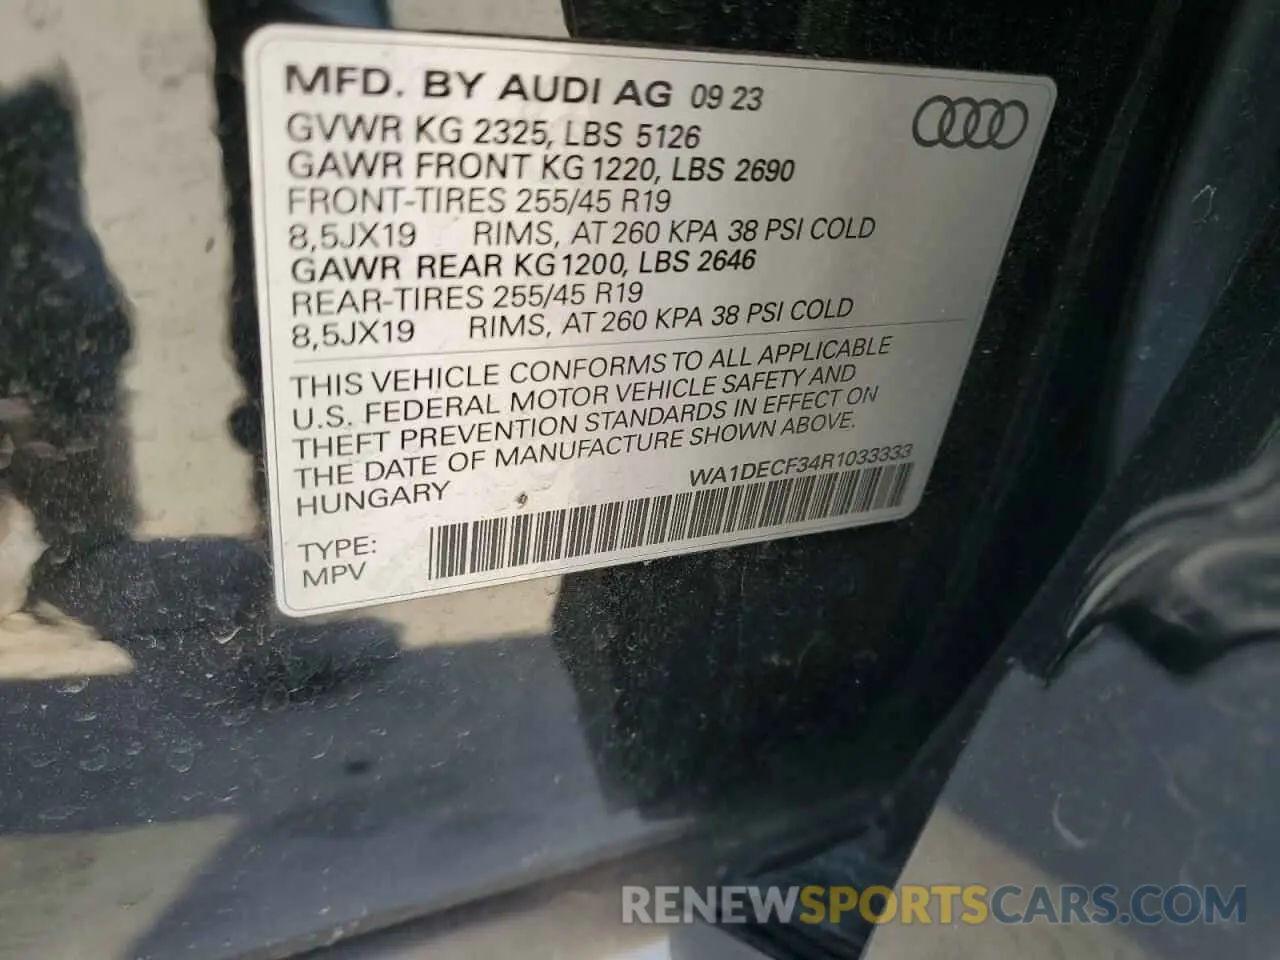 MFD. BY AUDI AG 09 23
GVWR KG 2325, LBS 5126
GAWR FRONT KG 1220, LBS 2690
FRONT-TIRES 255/45 R19
8,5JX19 RIMS, AT 260 KPA 38 PSI COLD
GAWR REAR KG 1200, LBS 2646
REAR-TIRES 255/45 R19
8,5JX19 RIMS, AT 260 KPA 38 PSI COLD
THIS VEHICLE CONFORMS TO ALL APPLICABLE
U.S. FEDERAL MOTOR VEHICLE SAFETY AND
THEFT PREVENTION STANDARDS IN EFFECT ON
THE DATE OF MANUFACTURE SHOWN ABOVE.
HUNGARY WA1DECF34R1033333
TYPE:
MPV
RENEWSPORTSCARS.COM